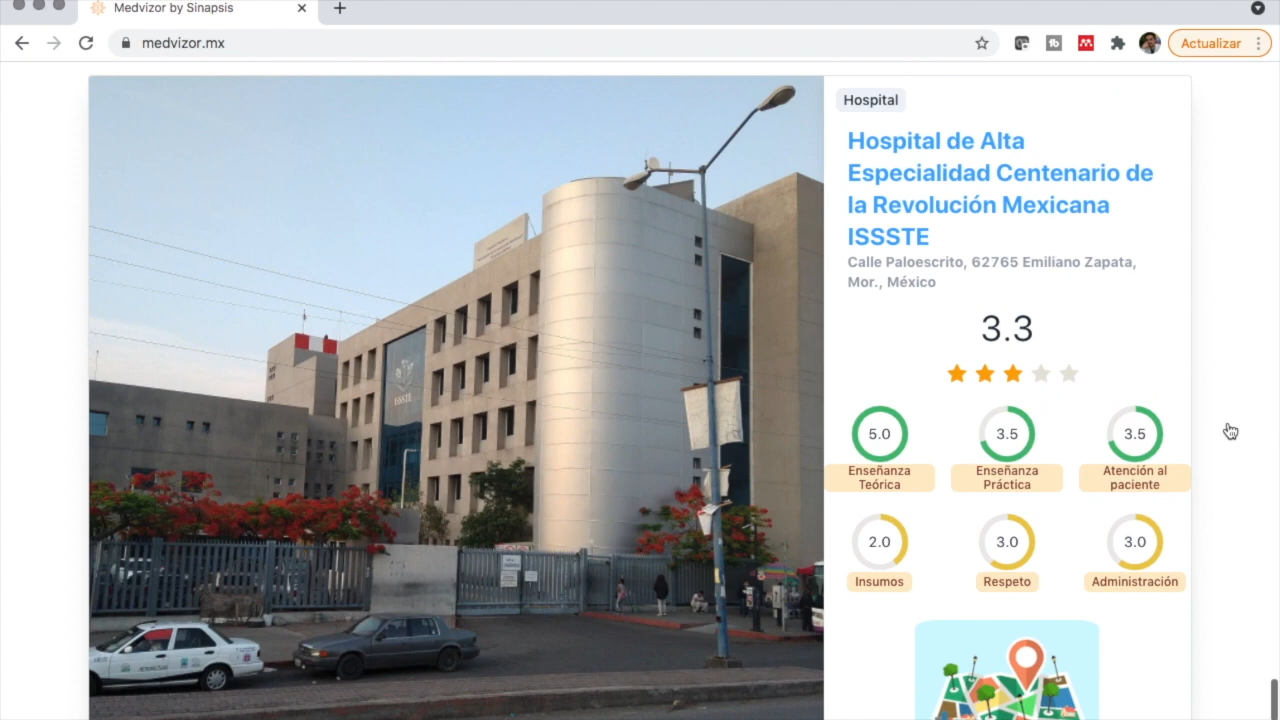 Medvizor by Sinapsis
medvizor.mx
Actualizar
Hospital
Hospital de Alta
Especialidad Centenario de
la Revolución Mexicana
ISSSTE
Calle Paloescrito, 62765 Emiliano Zapata,
Mor., México
3.3
5.0
3.5
3.5
Enseñanza
Teórica
Enseñanza
Práctica
Atención al
paciente
2.0
3.0
3.0
Insumos
Respeto
Administración
ISSSTE